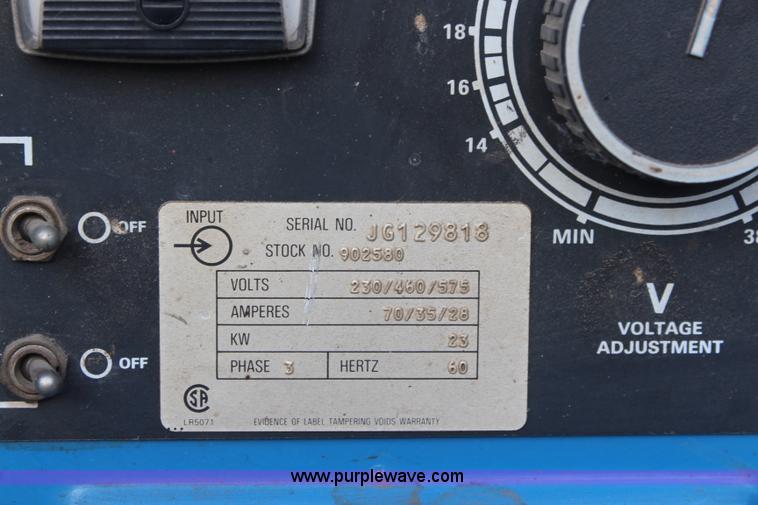 18
16
14
MIN
38
OFF
OFF
INPUT
SERIAL NO. JG129818
STOCK NO. 902580
VOLTS 230/460/575
AMPERES 70/35/28
KW 23
PHASE 3 HERTZ 60
LR5071
EVIDENCE OF LABEL TAMPERING VOIDS WARRANTY
V
VOLTAGE
ADJUSTMENT
www.purplewave.com